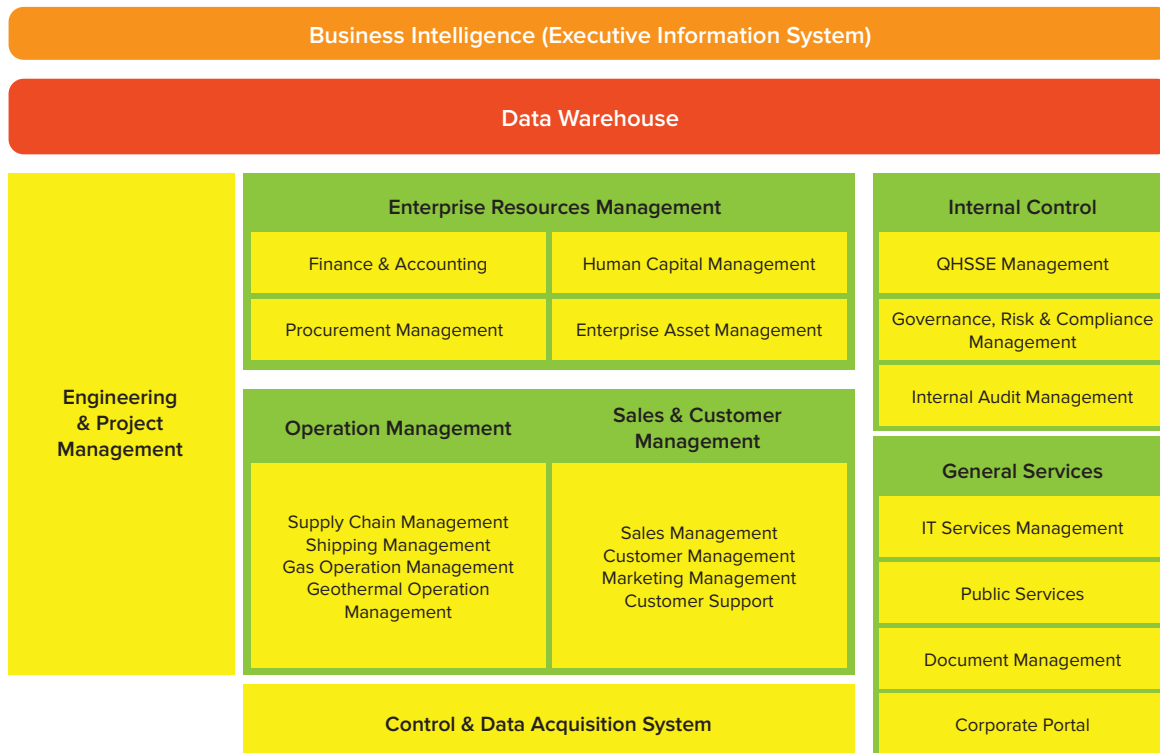 Business Intelligence (Executive Information System)
Data Warehouse
Engineering
& Project
Management
Enterprise Resources Management
Finance & Accounting
Human Capital Management
Procurement Management
Enterprise Asset Management
Operation Management
Sales & Customer
Management
Supply Chain Management
Shipping Management
Gas Operation Management
Geothermal Operation
Management
Sales Management
Customer Management
Marketing Management
Customer Support
Control & Data Acquisition System
Internal Control
QHSSE Management
Governance, Risk & Compliance
Management
Internal Audit Management
General Services
IT Services Management
Public Services
Document Management
Corporate Portal